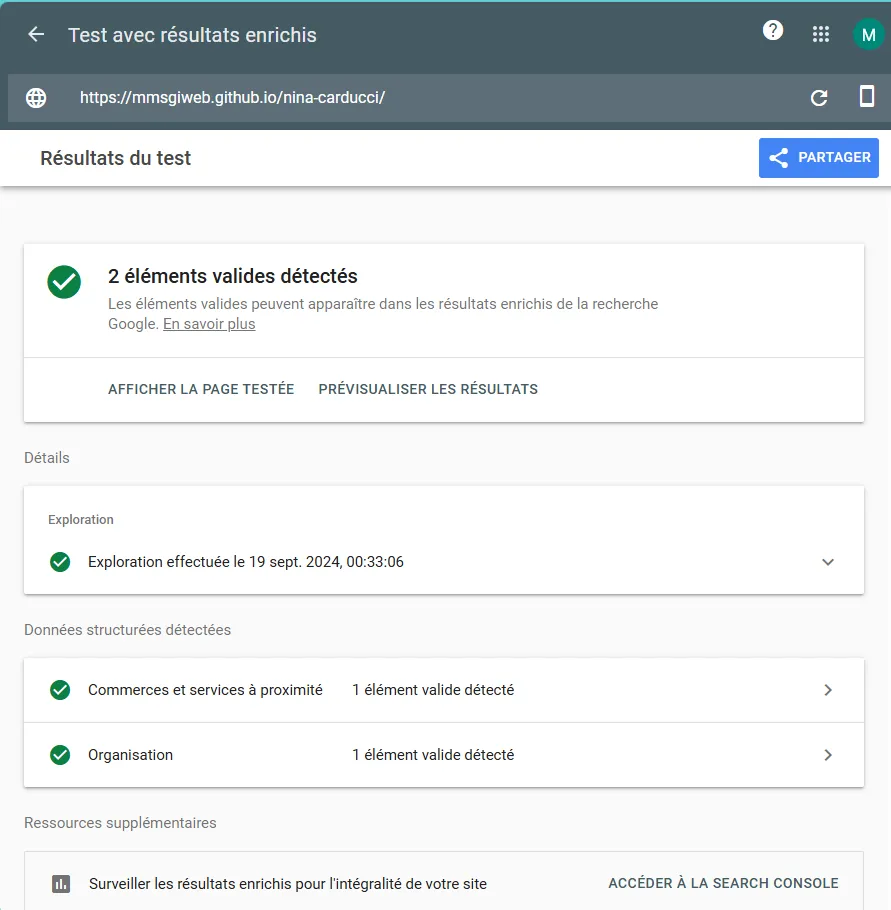 Test avec résultats enrichis
?
M
https://mmsgiweb.github.io/nina-carducci/
Résultats du test
PARTAGER
2 éléments valides détectés
Les éléments valides peuvent apparaître dans les résultats enrichis de la recherche
Google. En savoir plus
AFFICHER LA PAGE TESTÉE PRÉVISUALISER LES RÉSULTATS
Détails
Exploration
Exploration effectuée le 19 sept. 2024, 00:33:06
Données structurées détectées
Commerces et services à proximité 1 élément valide détecté
Organisation 1 élément valide détecté
Ressources supplémentaires
Surveiller les résultats enrichis pour l'intégralité de votre site ACCÉDER À LA SEARCH CONSOLE